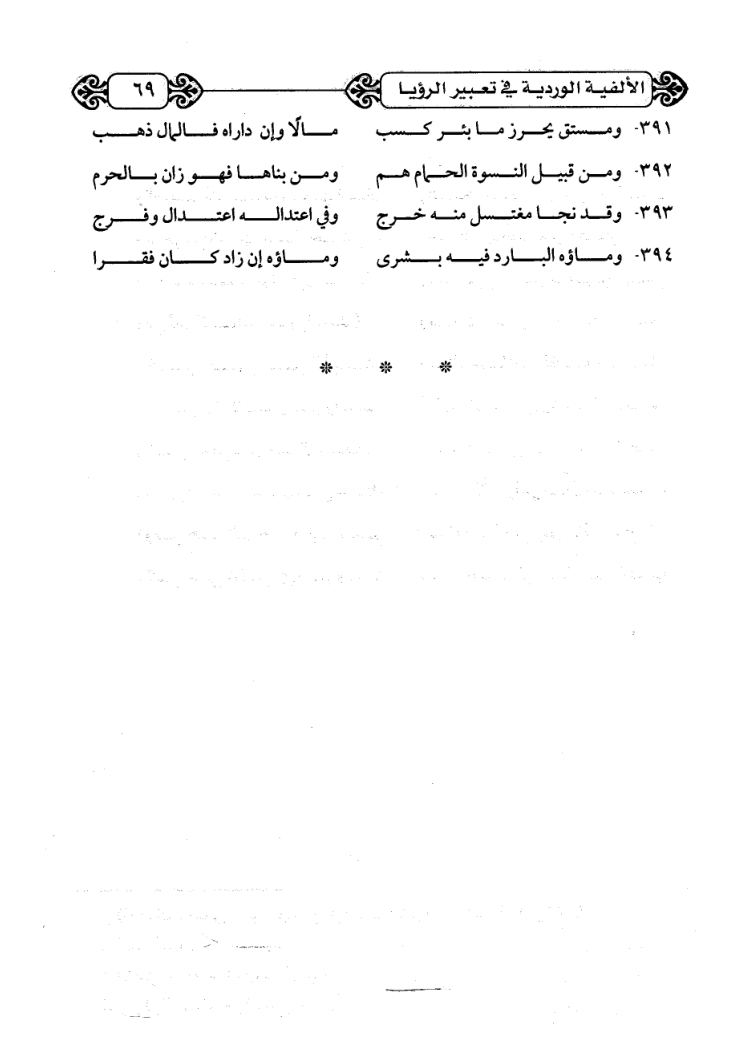 الألفية الوردية في تعبير الرؤيا ٦٩
٣٩١- ومستق يحرز ما بئر كسب مالًا وإن داراه فالمال ذهب
٣٩٢- ومن قبيل النسوة الحمام هم ومن بناها فهو زان بالحرم
٣٩٣- وقد نجا مغتسل منه خرج وفي اعتداله اعتدال وفرج
٣٩٤- وماؤه البارد فيه بشرى وماؤه إن زاد كان فقرا
* * *